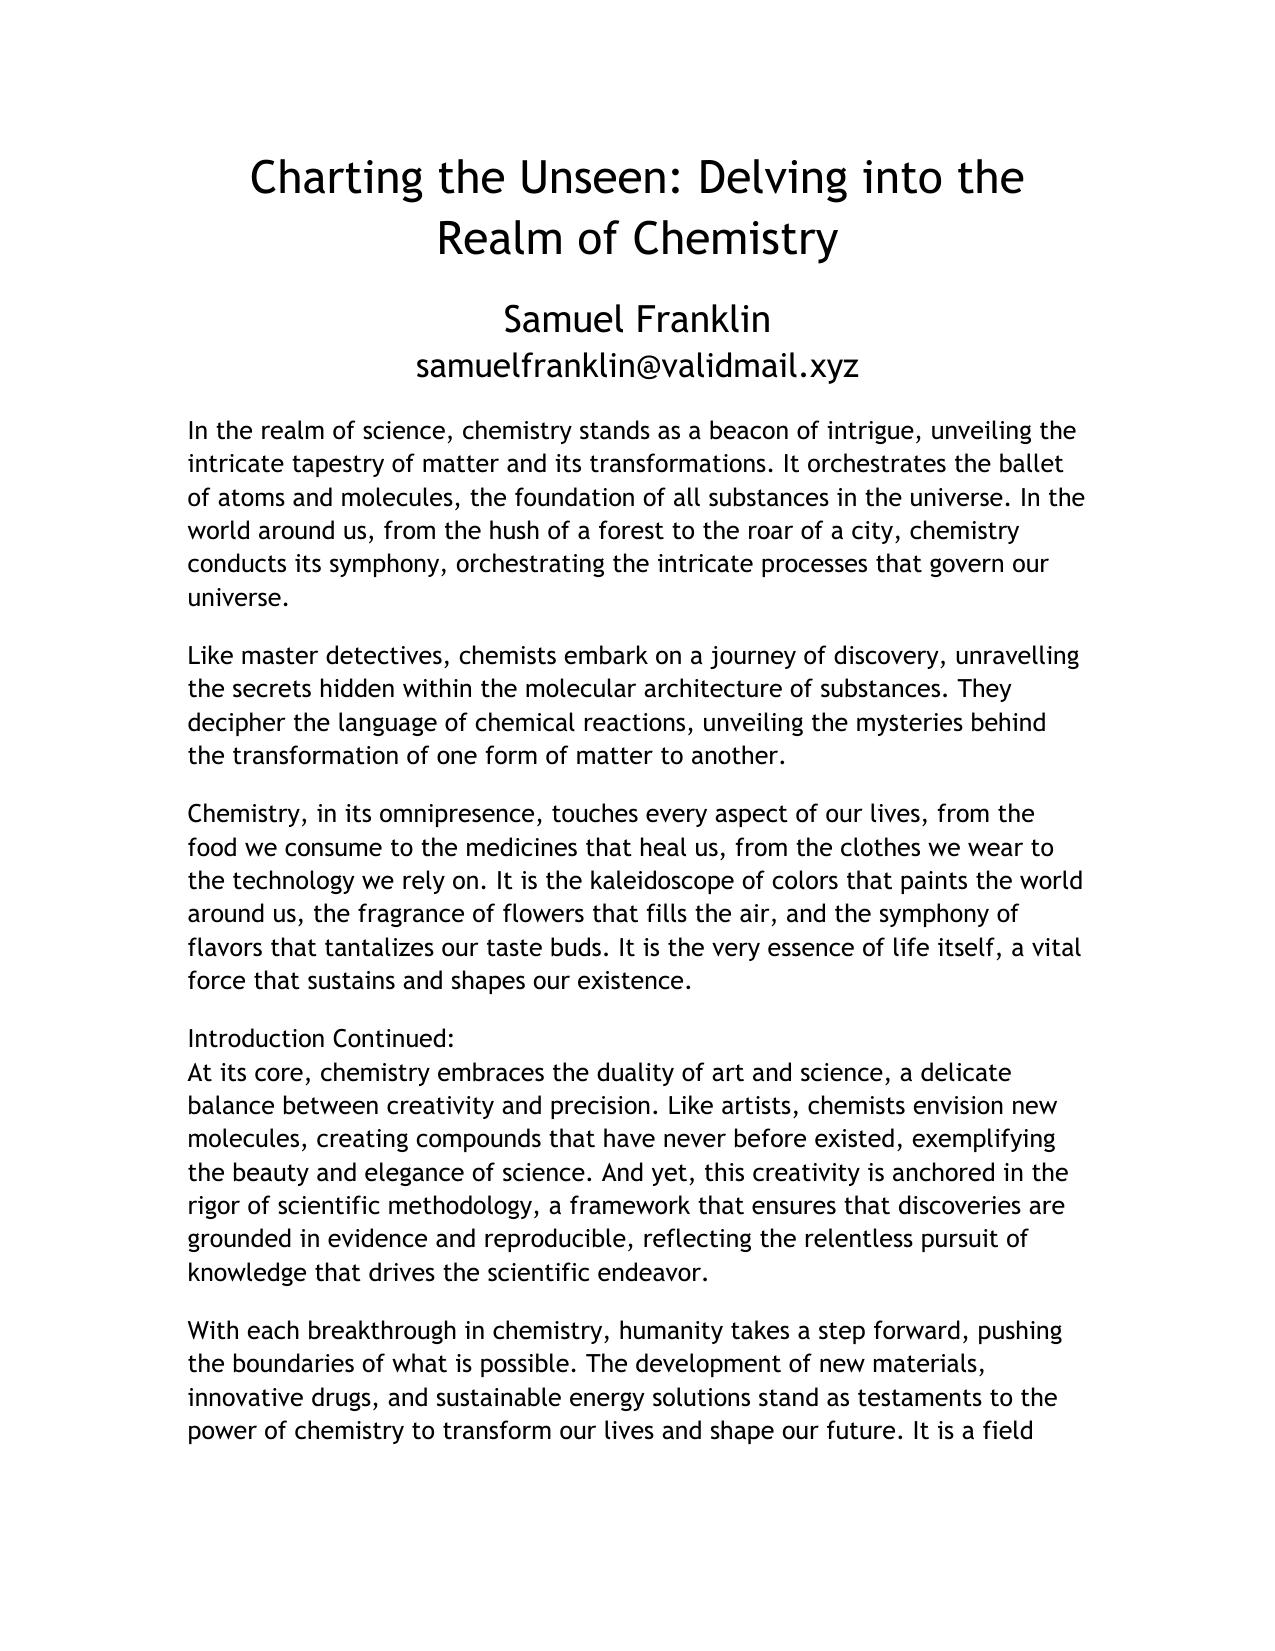 Charting the Unseen: Delving into the
Realm of Chemistry
Samuel Franklin
samuelfranklin@validmail.xyz
In the realm of science, chemistry stands as a beacon of intrigue, unveiling the
intricate tapestry of matter and its transformations. It orchestrates the ballet
of atoms and molecules, the foundation of all substances in the universe. In the
world around us, from the hush of a forest to the roar of a city, chemistry
conducts its symphony, orchestrating the intricate processes that govern our
universe.
Like master detectives, chemists embark on a journey of discovery, unravelling
the secrets hidden within the molecular architecture of substances. They
decipher the language of chemical reactions, unveiling the mysteries behind
the transformation of one form of matter to another.
Chemistry, in its omnipresence, touches every aspect of our lives, from the
food we consume to the medicines that heal us, from the clothes we wear to
the technology we rely on. It is the kaleidoscope of colors that paints the world
around us, the fragrance of flowers that fills the air, and the symphony of
flavors that tantalizes our taste buds. It is the very essence of life itself, a vital
force that sustains and shapes our existence.
Introduction Continued:
At its core, chemistry embraces the duality of art and science, a delicate
balance between creativity and precision. Like artists, chemists envision new
molecules, creating compounds that have never before existed, exemplifying
the beauty and elegance of science. And yet, this creativity is anchored in the
rigor of scientific methodology, a framework that ensures that discoveries are
grounded in evidence and reproducible, reflecting the relentless pursuit of
knowledge that drives the scientific endeavor.
With each breakthrough in chemistry, humanity takes a step forward, pushing
the boundaries of what is possible. The development of new materials,
innovative drugs, and sustainable energy solutions stand as testaments to the
power of chemistry to transform our lives and shape our future. It is a field